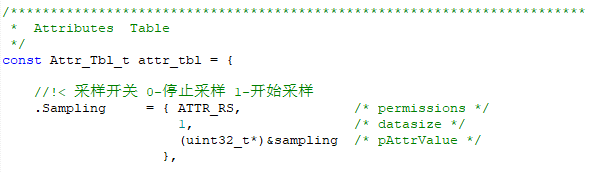 /************************************************************************
 *  Attributes  Table
 */
const Attr_Tbl_t attr_tbl = {
    //!< 采样开关 0-停止采样 1-开始采样
    .Sampling     = { ATTR_RS,              /* permissions */
                      1,                    /* datasize */
                      (uint32_t*)&sampling  /* pAttrValue */
                    },